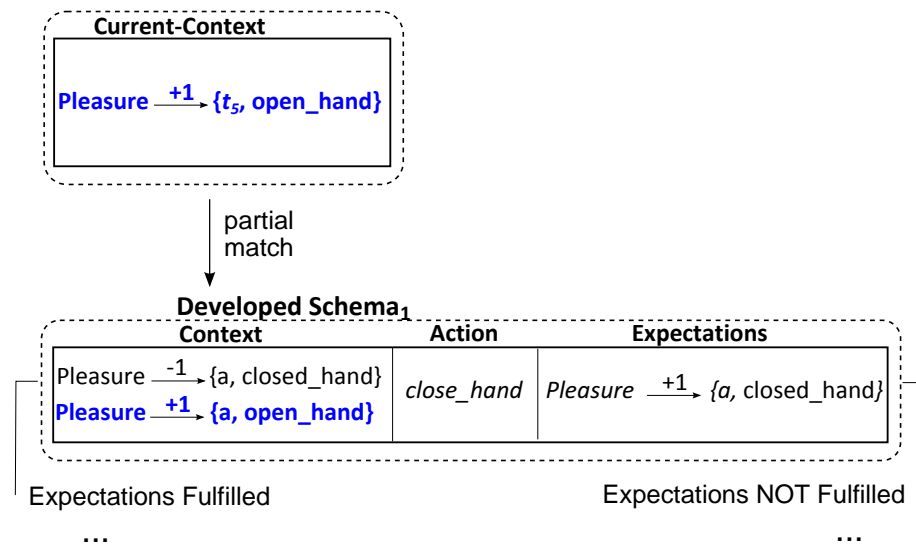 Current-Context
Pleasure +1 {t5, open_hand}
partial
match
Developed Schema1
Context Action Expectations
Pleasure -1 {a, closed_hand}
Pleasure +1 {a, open_hand}
close_hand
Pleasure +1 {a, closed_hand}
Expectations Fulfilled
Expectations NOT Fulfilled
... ...